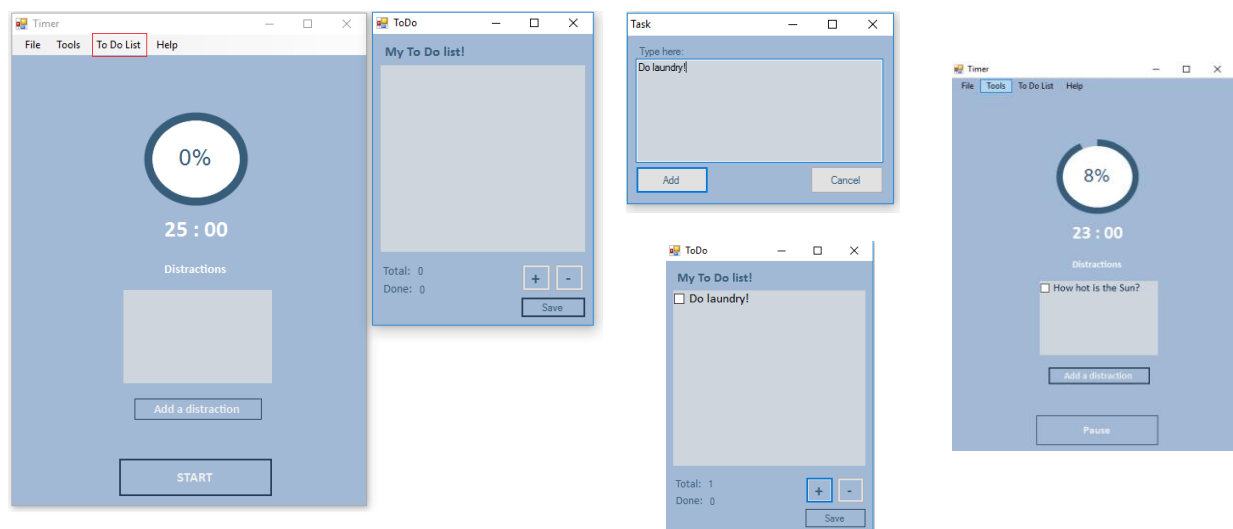 Timer
File Tools To Do List Help
0%
25 : 00
Distractions
Add a distraction
START
ToDo
My To Do list!
Total: 0
Done: 0
+ -
Save
Task
Type here:
Do laundry!
Add Cancel
ToDo
My To Do list!
Do laundry!
Total: 1
Done: 0
+ -
Save
Timer
File Tools To Do List Help
8%
23 : 00
Distractions
How hot is the Sun?
Add a distraction
Pause